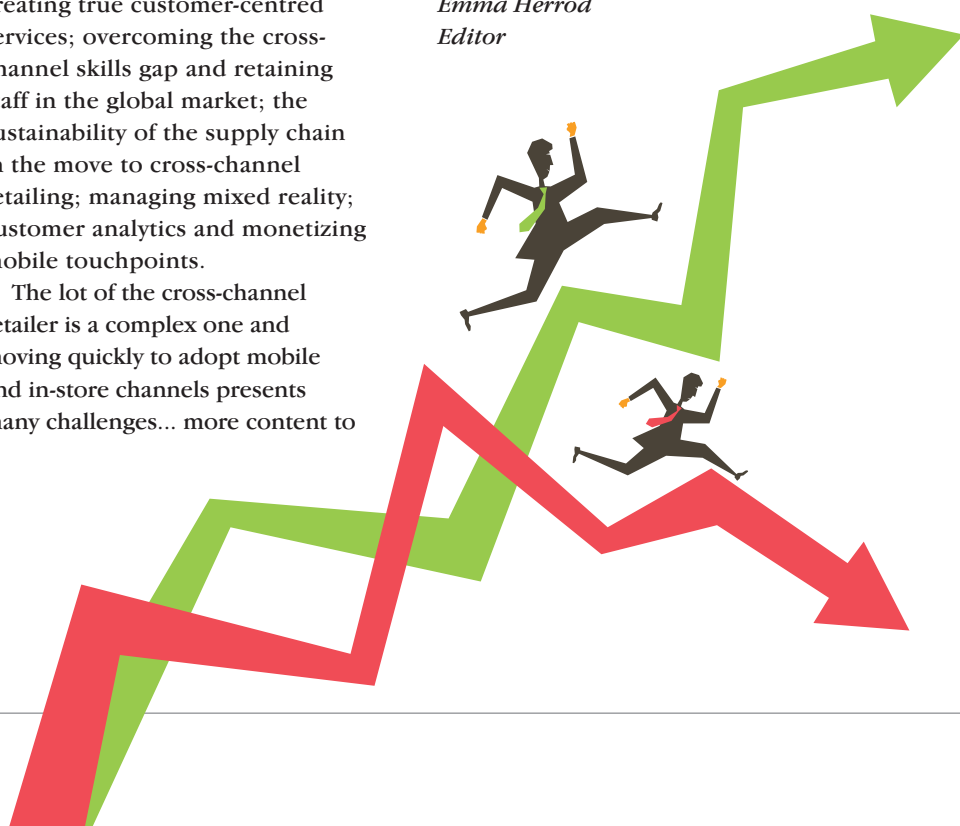 reating true customer-centred
ervices; overcoming the cross-
hannel skills gap and retaining
aff in the global market; the
ustainability of the supply chain
n the move to cross-channel
etailing; managing mixed reality;
ustomer analytics and monetizing
nobile touchpoints.
The lot of the cross-channel
etailer is a complex one and
noving quickly to adopt mobile
nd in-store channels presents
nany challenges... more content to
Emma Herrod
Editor